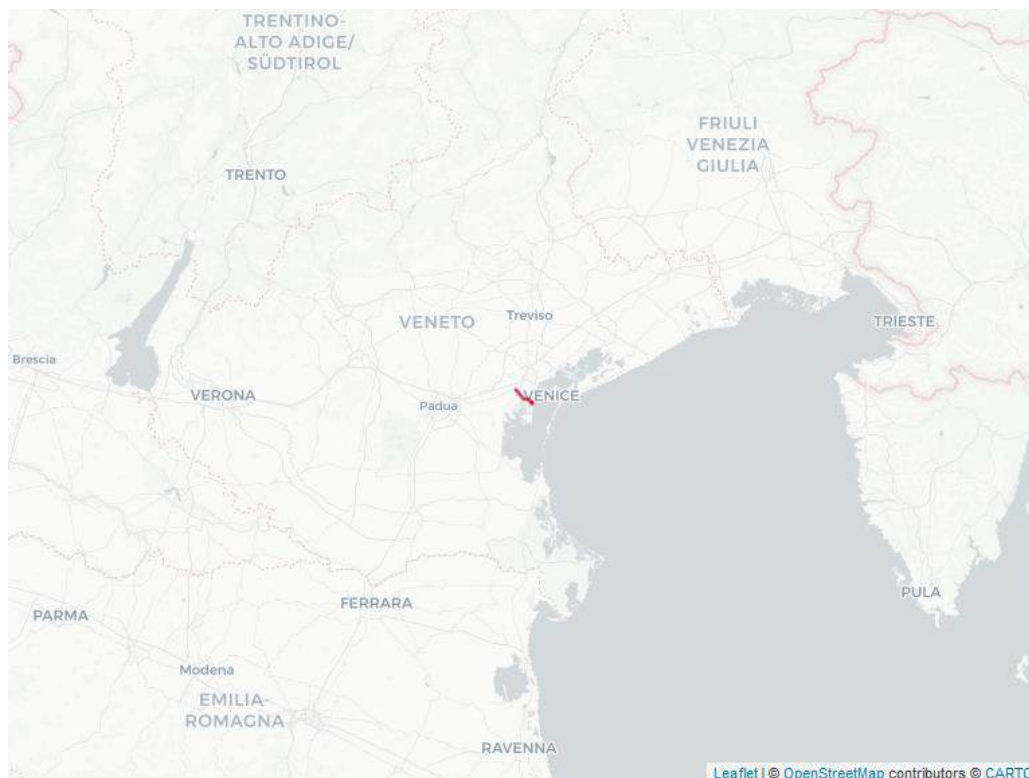 TRENTINO-
ALTO ADIGE/
SÜDTIROL
FRIULI
VENEZIA
GIULIA
TRENTO
VENETO
Treviso
TRIESTE
Brescia
VERONA
Padua
VENICE
PULA
FERRARA
PARMA
Modena
EMILIA-
ROMAGNA
RAVENNA
Leaflet | © OpenStreetMap contributors © CARTO